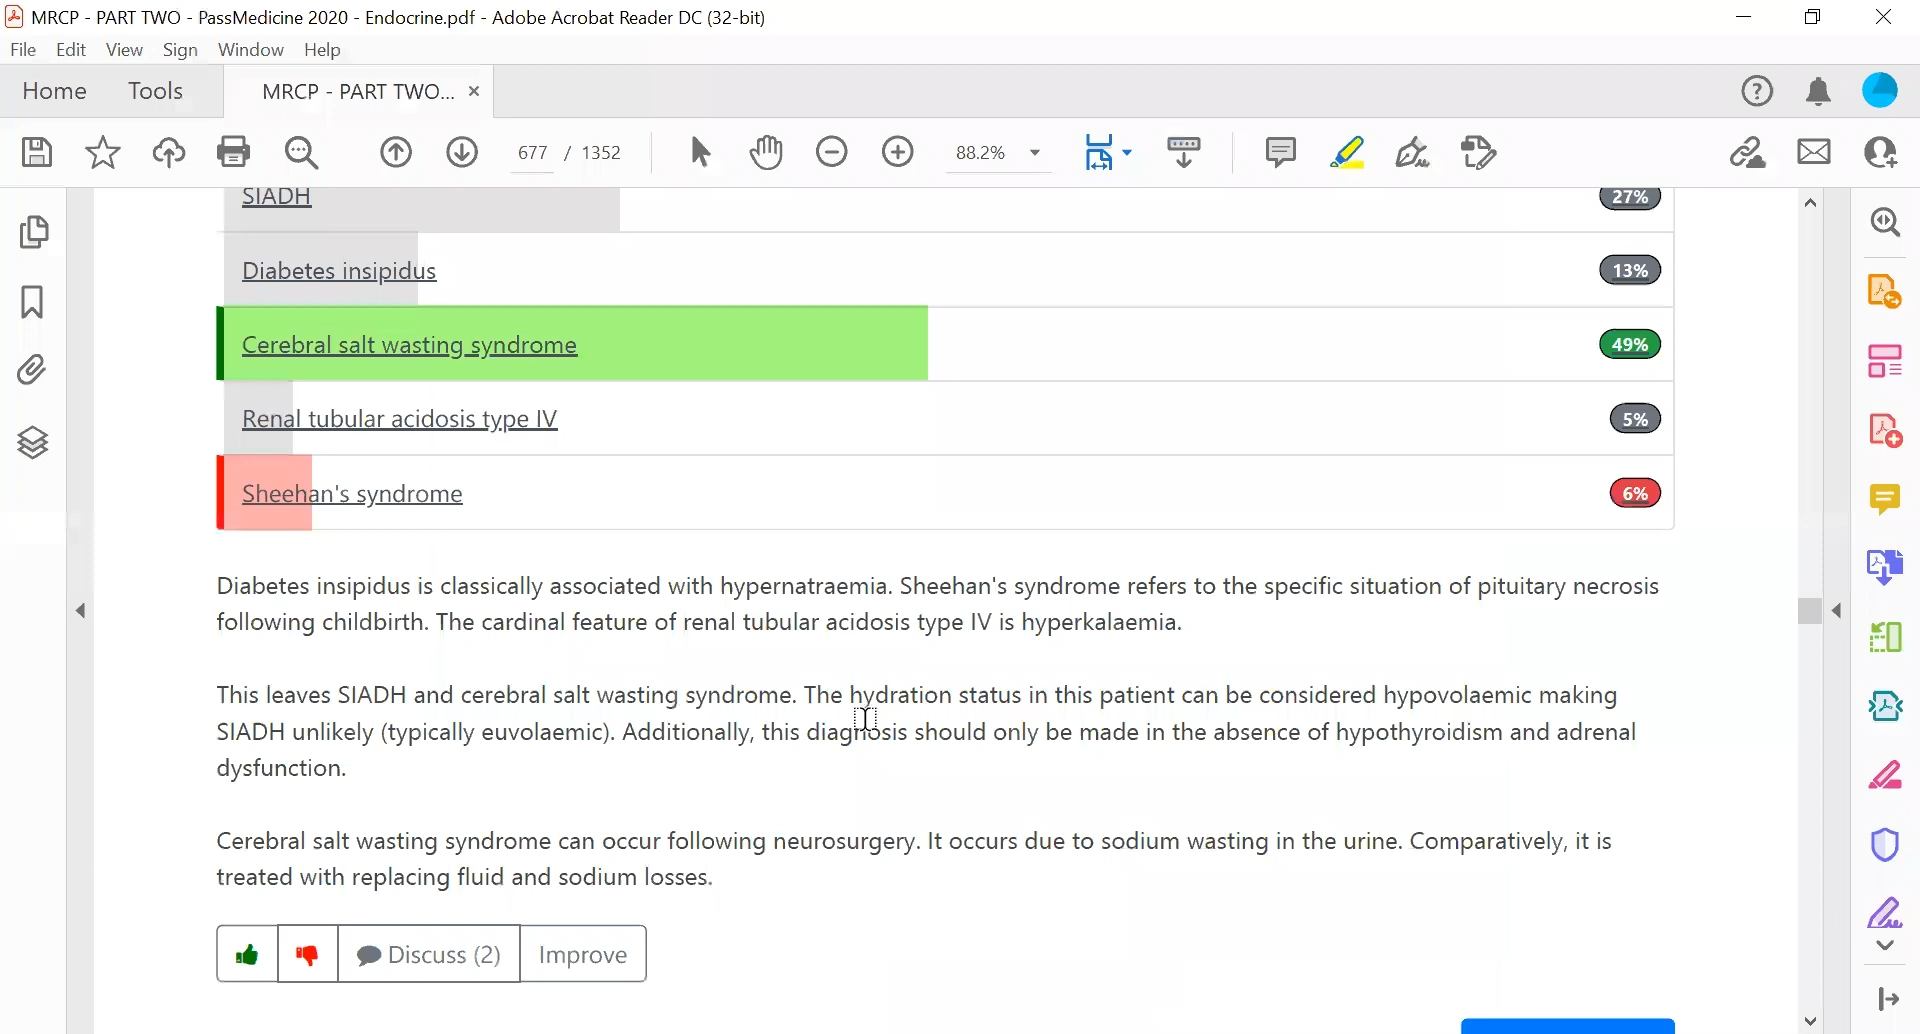 MRCP - PART TWO - PassMedicine 2020 - Endocrine.pdf - Adobe Acrobat Reader DC (32-bit)
File Edit View Sign Window Help
Home Tools MRCP - PART TWO... ×
677 / 1352 88.2%
SIADH 27%
Diabetes insipidus 13%
Cerebral salt wasting syndrome 49%
Renal tubular acidosis type IV 5%
Sheehan's syndrome 6%
Diabetes insipidus is classically associated with hypernatraemia. Sheehan's syndrome refers to the specific situation of pituitary necrosis
following childbirth. The cardinal feature of renal tubular acidosis type IV is hyperkalaemia.
This leaves SIADH and cerebral salt wasting syndrome. The hydration status in this patient can be considered hypovolaemic making
SIADH unlikely (typically euvolaemic). Additionally, this diagnosis should only be made in the absence of hypothyroidism and adrenal
dysfunction.
Cerebral salt wasting syndrome can occur following neurosurgery. It occurs due to sodium wasting in the urine. Comparatively, it is
treated with replacing fluid and sodium losses.
Discuss (2) Improve